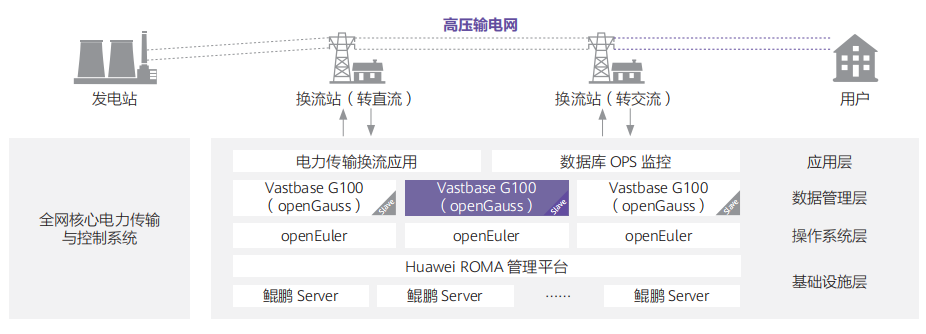 高压输电网
发电站
换流站（转直流）
换流站（转交流）
用户
全网核心电力传输
与控制系统
电力传输换流应用
数据库 OPS 监控
应用层
Vastbase G100
（openGauss）
Slave
Vastbase G100
（openGauss）
Slave
Vastbase G100
（openGauss）
Slave
数据管理层
openEuler
openEuler
openEuler
操作系统层
Huawei ROMA 管理平台
基础设施层
鲲鹏 Server
鲲鹏 Server
……
鲲鹏 Server